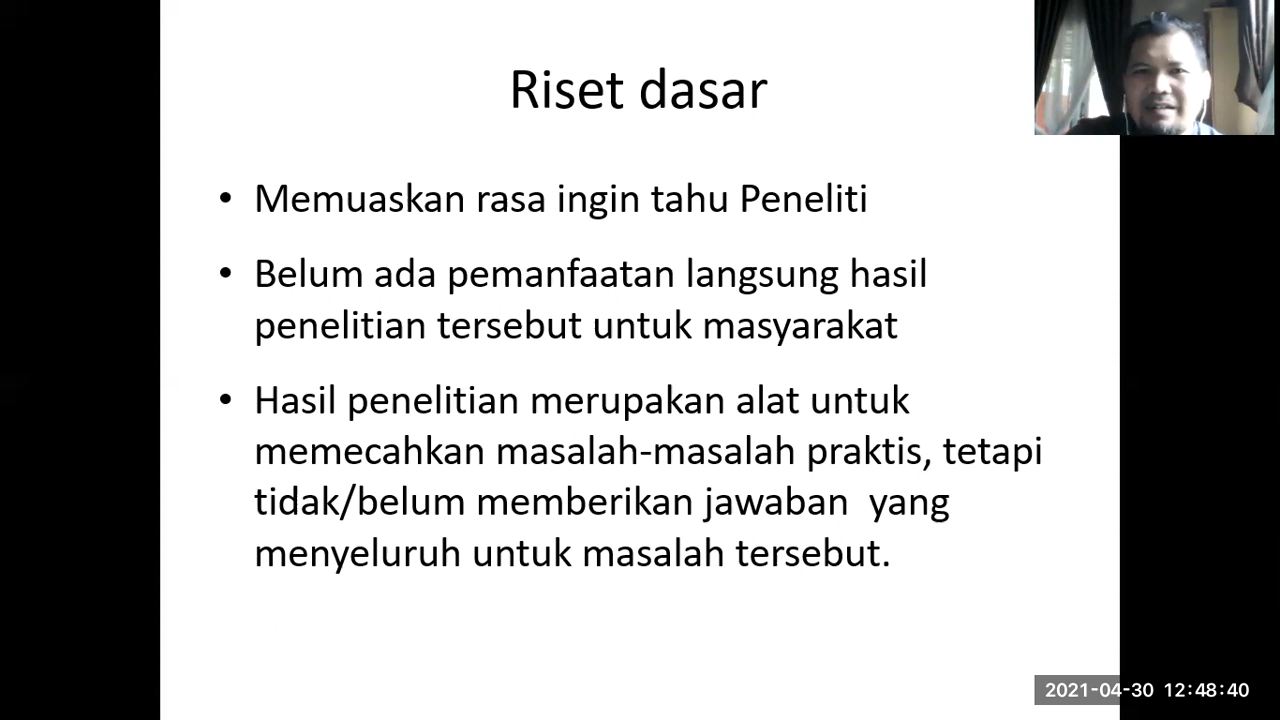 Riset dasar
• Memuaskan rasa ingin tahu Peneliti
• Belum ada pemanfaatan langsung hasil
penelitian tersebut untuk masyarakat
• Hasil penelitian merupakan alat untuk
memecahkan masalah-masalah praktis, tetapi
tidak/belum memberikan jawaban  yang
menyeluruh untuk masalah tersebut.
2021-04-30 12:48:40